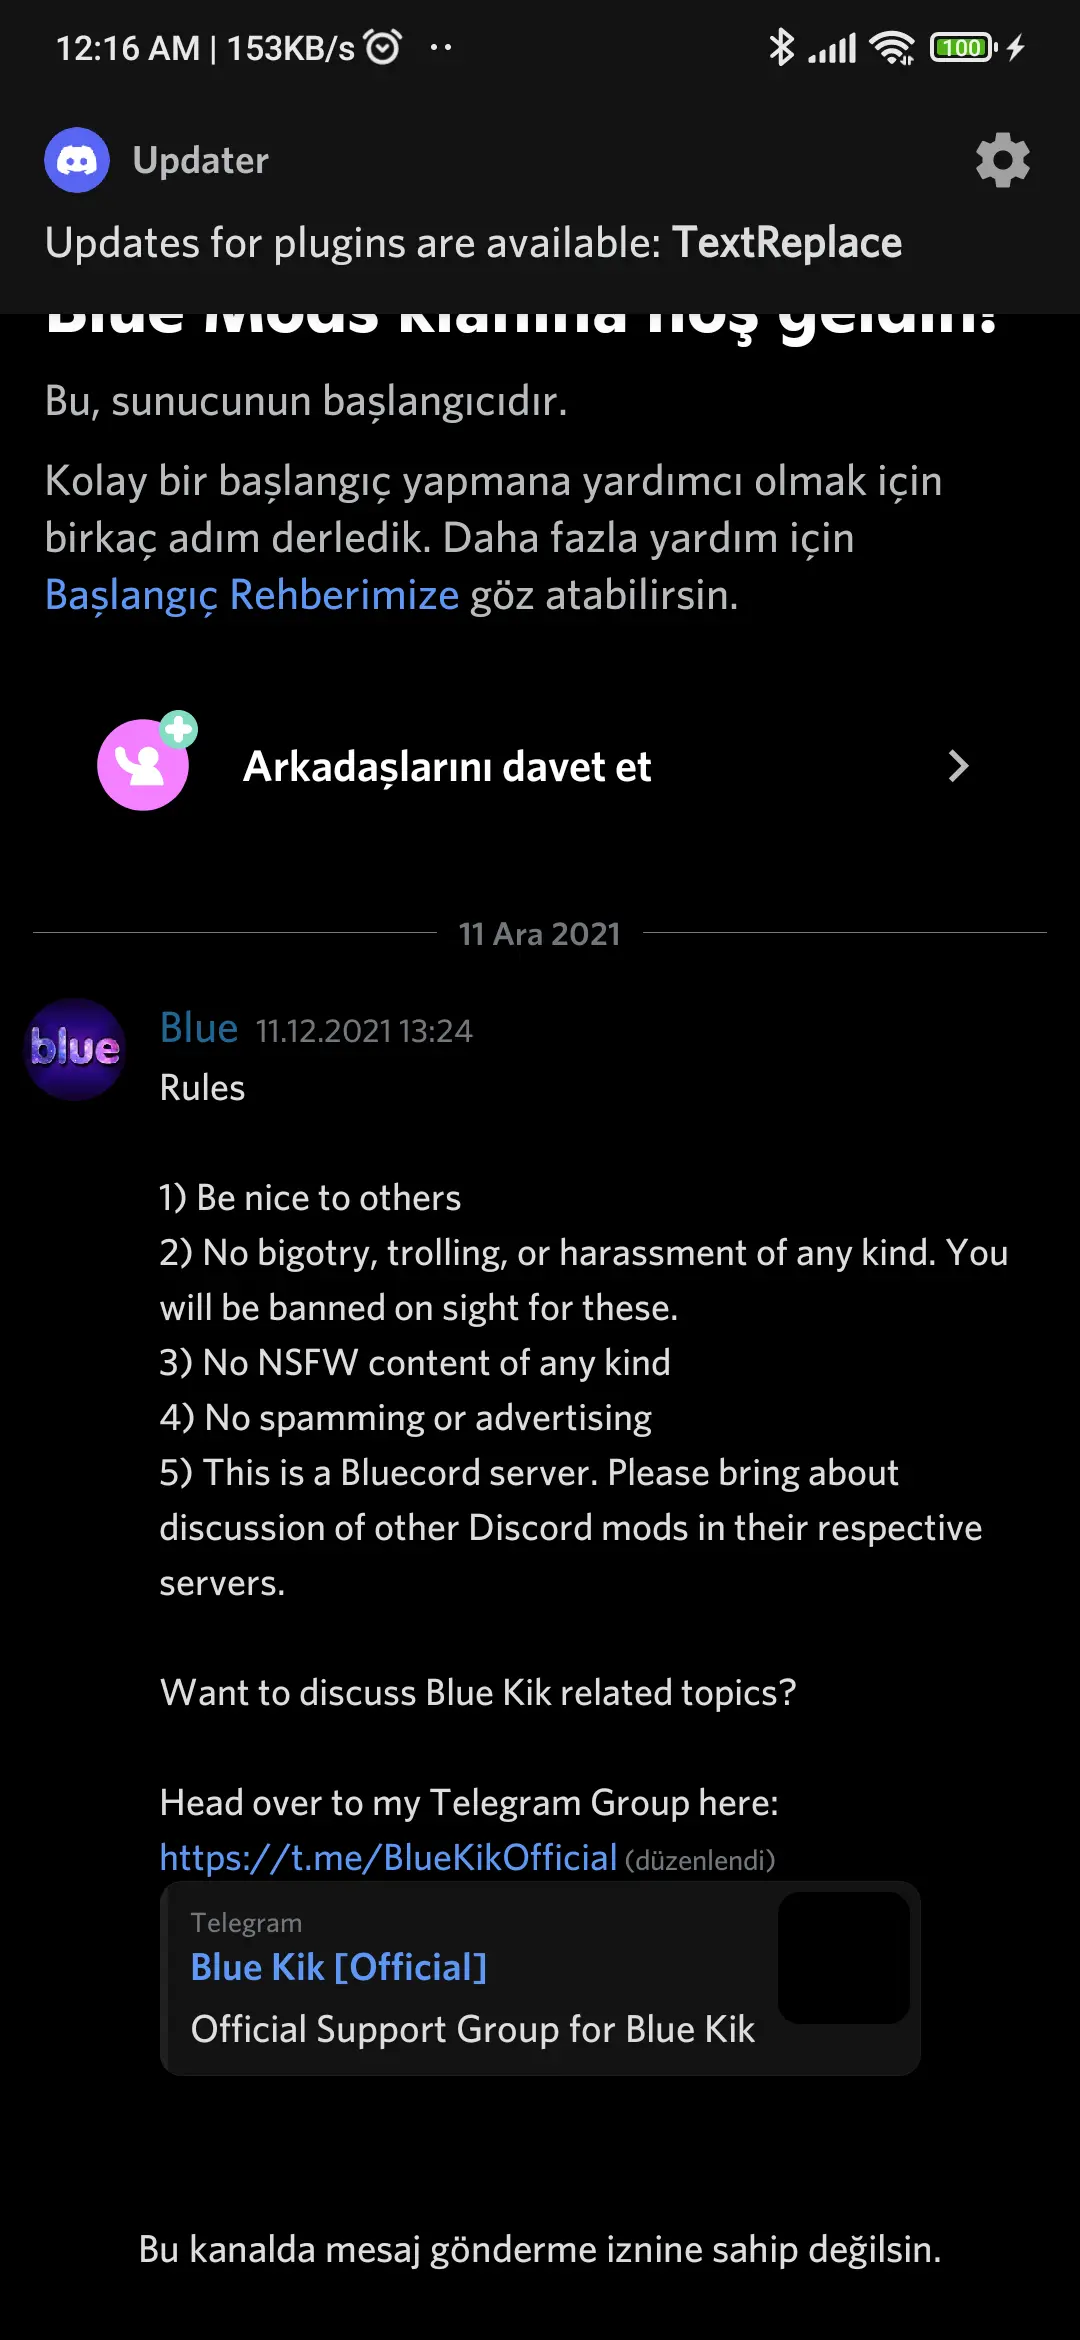 12:16 AM | 153KB/s
100
Updater
Updates for plugins are available: TextReplace
Blue Mods klanına hoş geldin!
Bu, sunucunun başlangıcıdır.
Kolay bir başlangıç yapmana yardımcı olmak için
birkaç adım derledik. Daha fazla yardım için
Başlangıç Rehberimize göz atabilirsin.
Arkadaşlarını davet et
11 Ara 2021
blue
Blue 11.12.2021 13:24
Rules
1) Be nice to others
2) No bigotry, trolling, or harassment of any kind. You
will be banned on sight for these.
3) No NSFW content of any kind
4) No spamming or advertising
5) This is a Bluecord server. Please bring about
discussion of other Discord mods in their respective
servers.
Want to discuss Blue Kik related topics?
Head over to my Telegram Group here:
https://t.me/BlueKikOfficial (düzenlendi)
Telegram
Blue Kik [Official]
Official Support Group for Blue Kik
Bu kanalda mesaj gönderme iznine sahip değilsin.